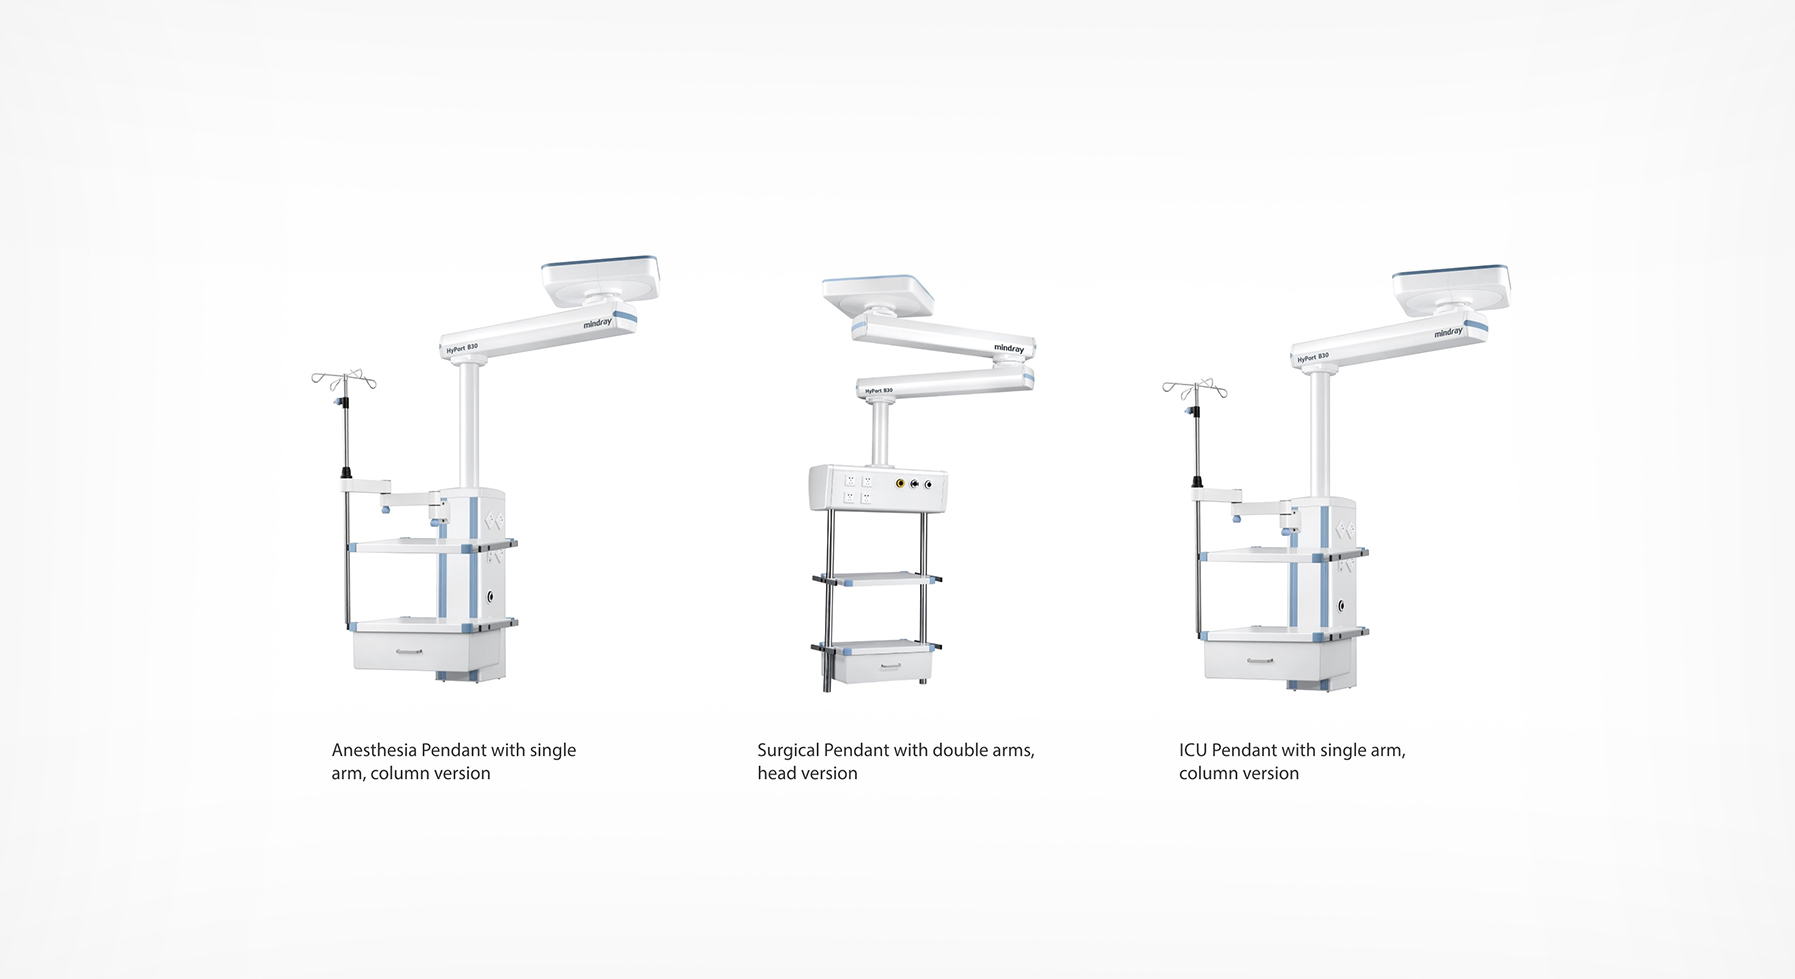 mindray
HyPort B30
mindray
HyPort B30
mindray
HyPort B30
Anesthesia Pendant with single
arm, column version
Surgical Pendant with double arms,
head version
ICU Pendant with single arm,
column version